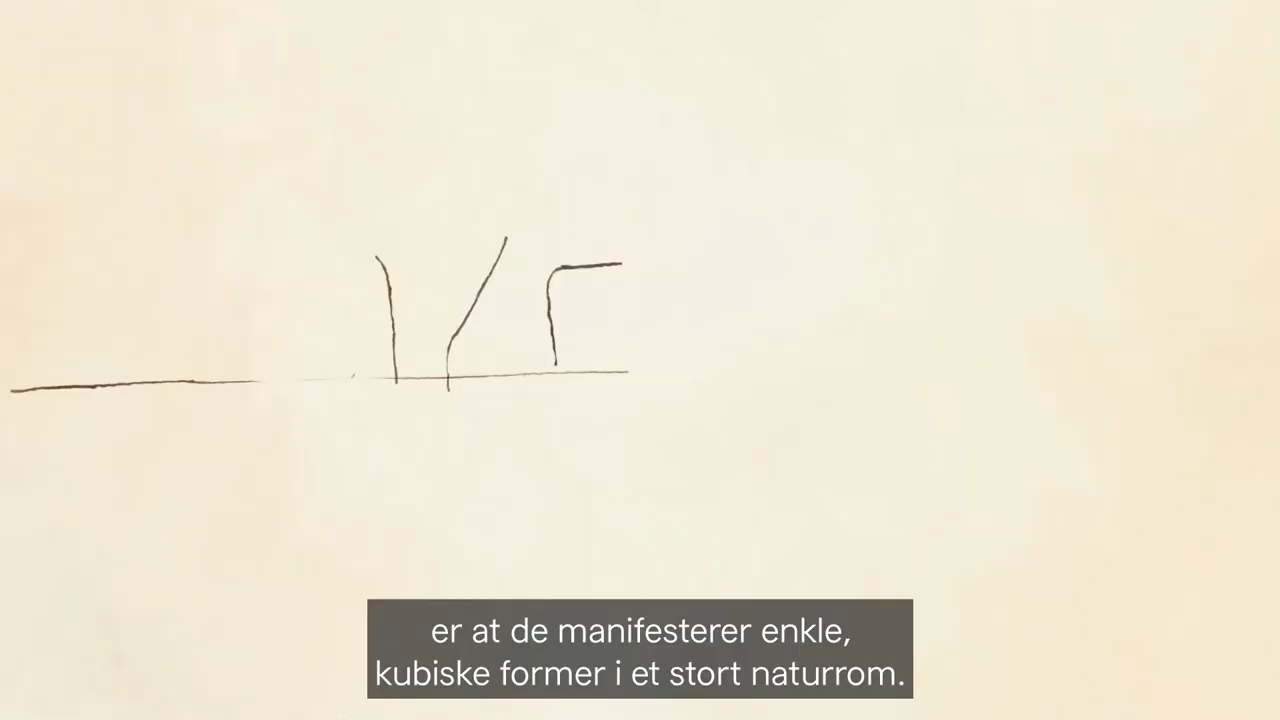 er at de manifesterer enkle,
kubiske former i et stort naturrom.